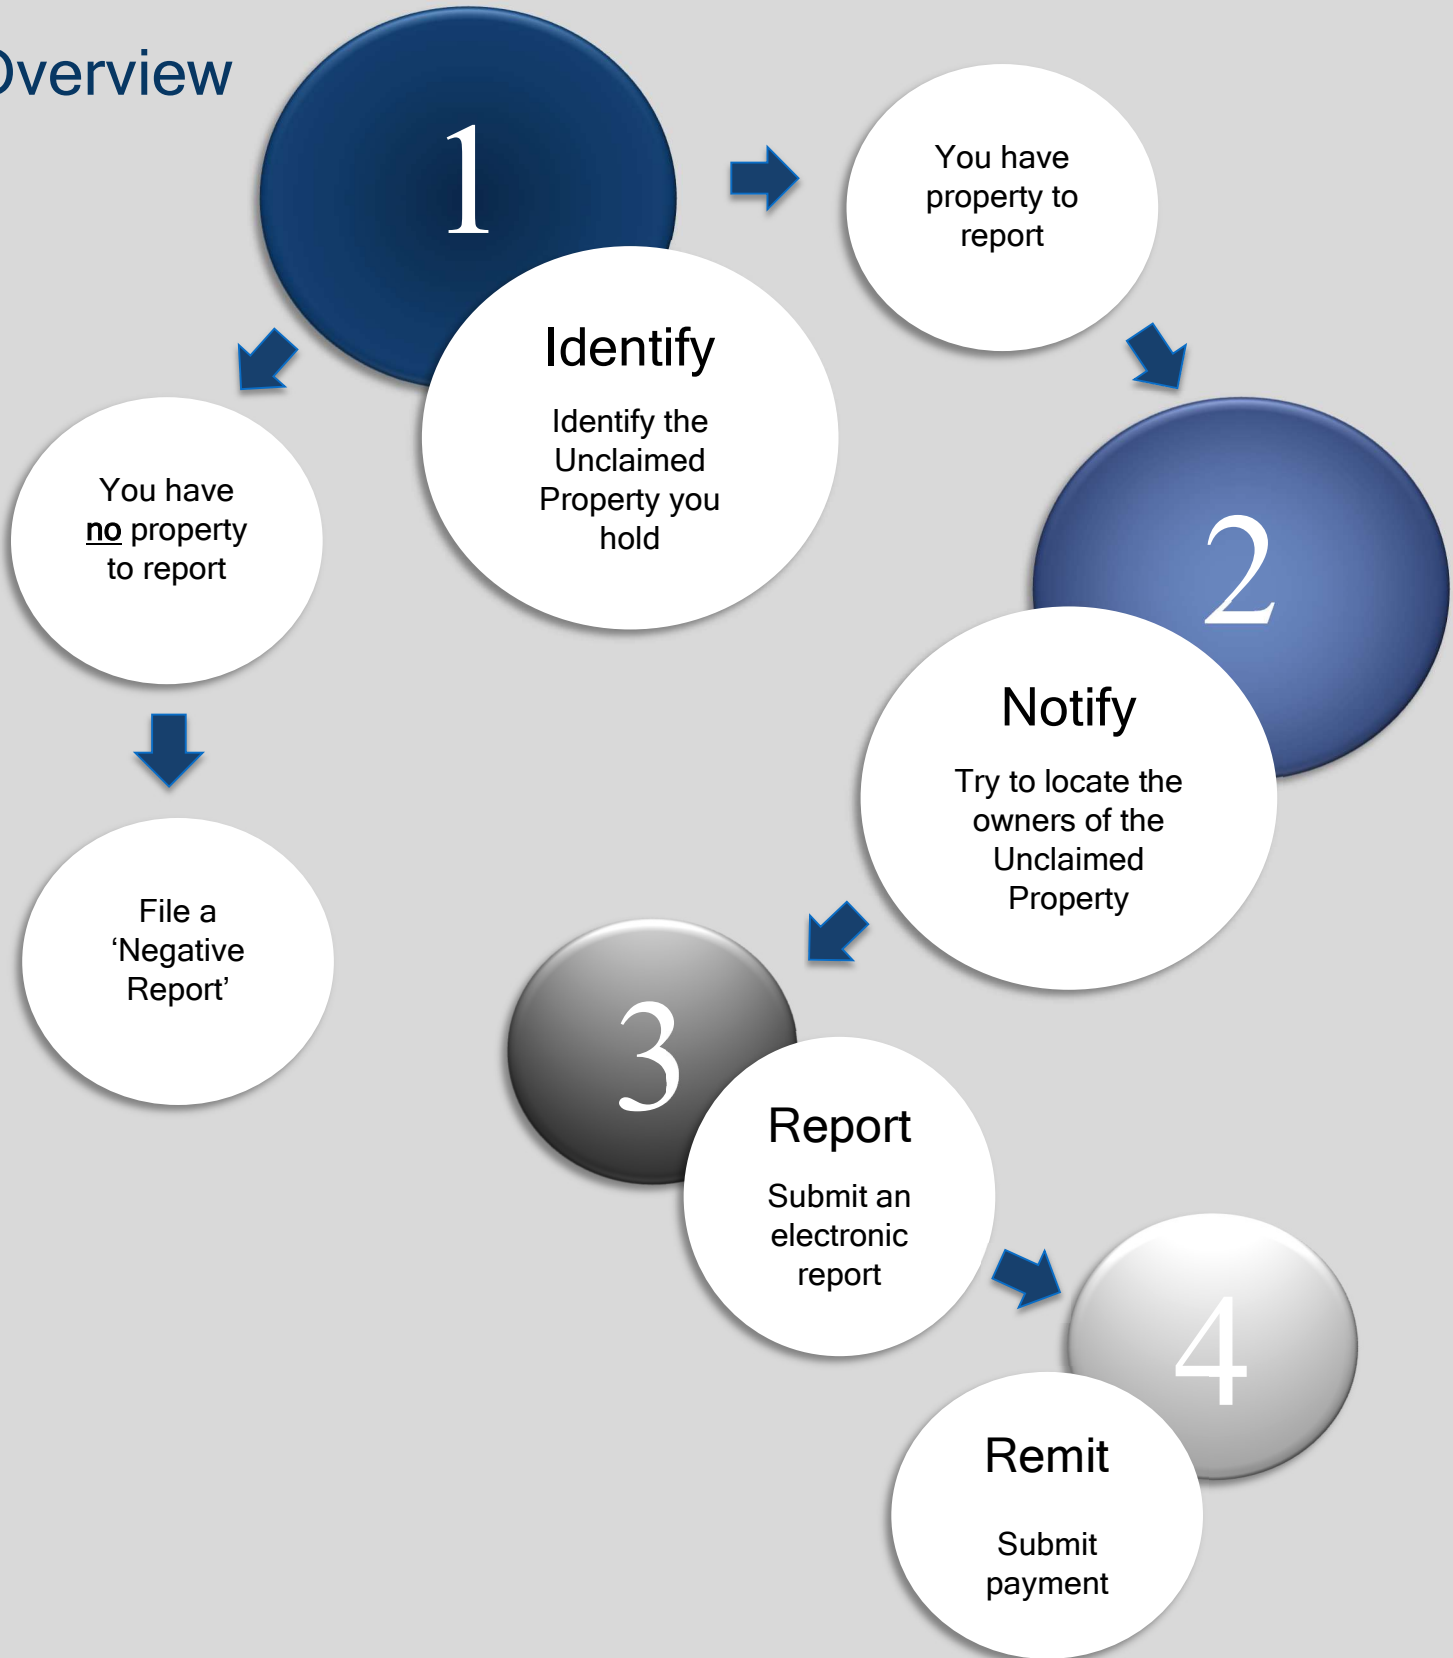 Overview
1
Identify
Identify the
Unclaimed
Property you
hold
You have
property to
report
You have
no property
to report
File a
‘Negative
Report’
2
Notify
Try to locate the
owners of the
Unclaimed
Property
3
Report
Submit an
electronic
report
4
Remit
Submit
payment